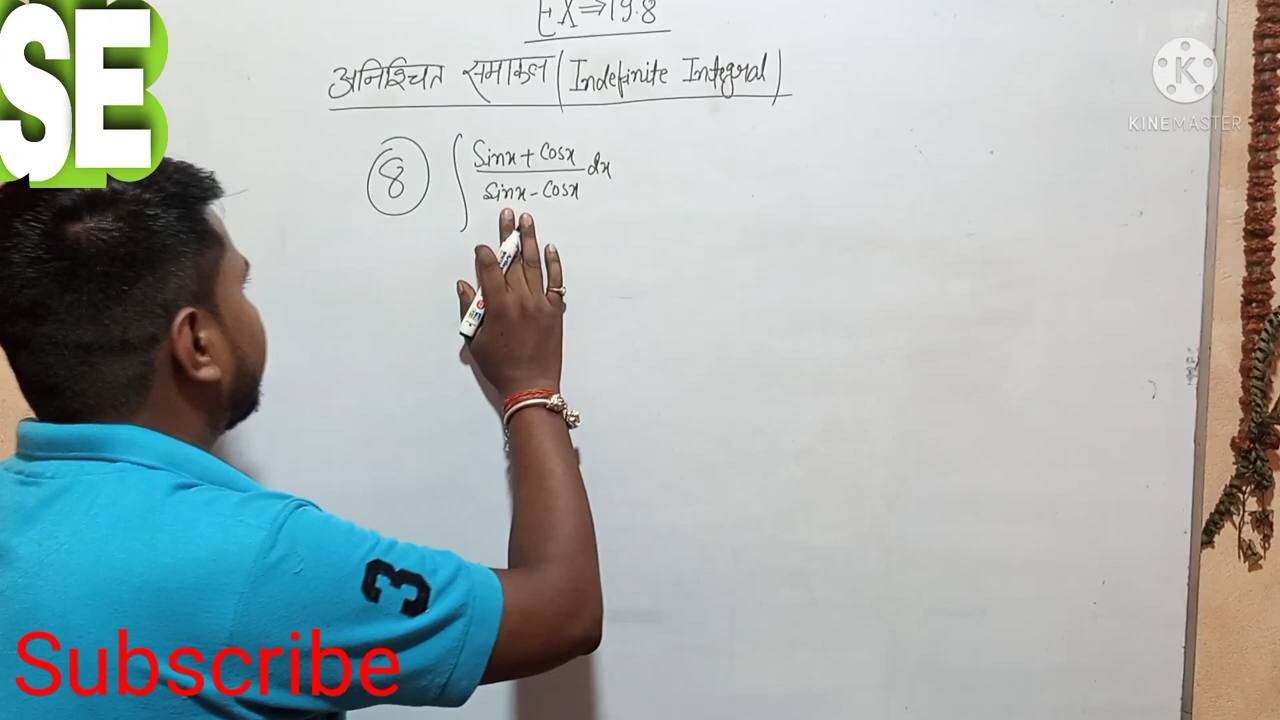 SE
EX⇒19.8
अनिश्चित समाकल (Indefinite Integral)
KINEMASTER
8 ∫ Sinx + Cosx / Sinx - Cosx dx
3
Subscribe